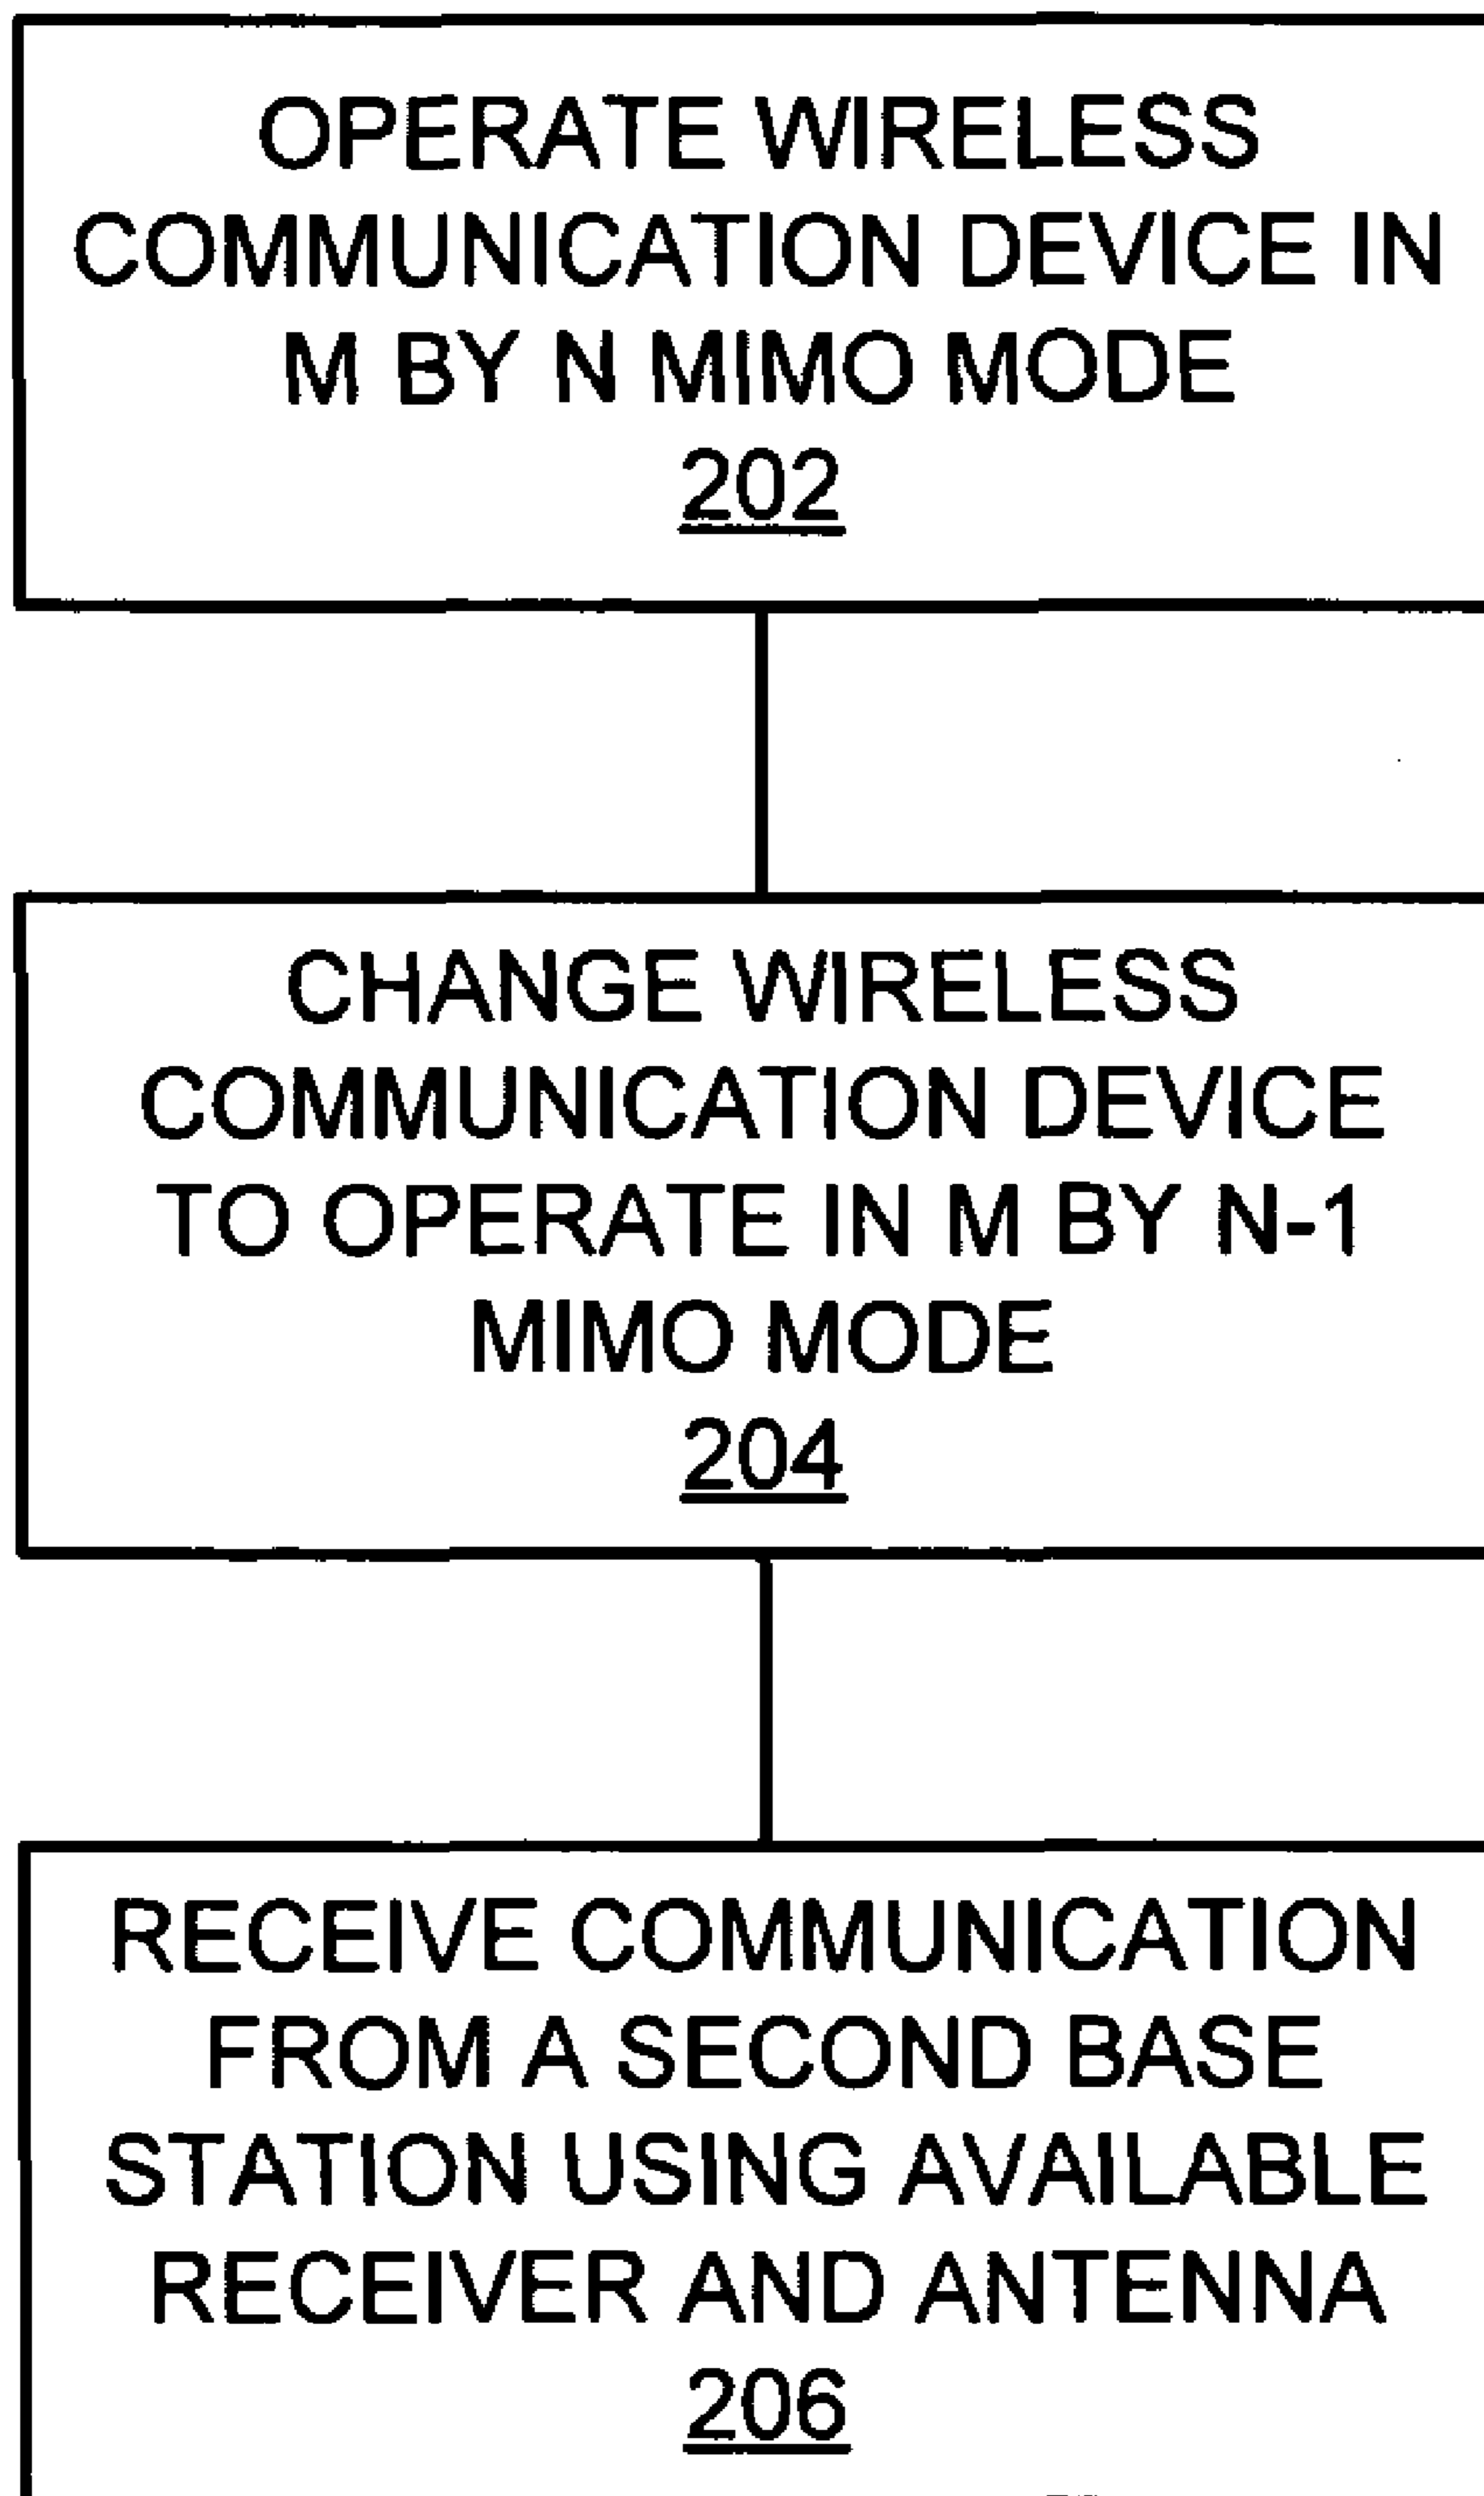 OPERATE WIRELESS
COMMUNICATION DEVICE IN
M BY N MIMO MODE
202
CHANGE WIRELESS
COMMUNICATION DEVICE
TO OPERATE IN M BY N-1
MIMO MODE
204
RECEIVE COMMUNICATION
FROM A SECOND BASE
STATION USING AVAILABLE
RECEIVER AND ANTENNA
206